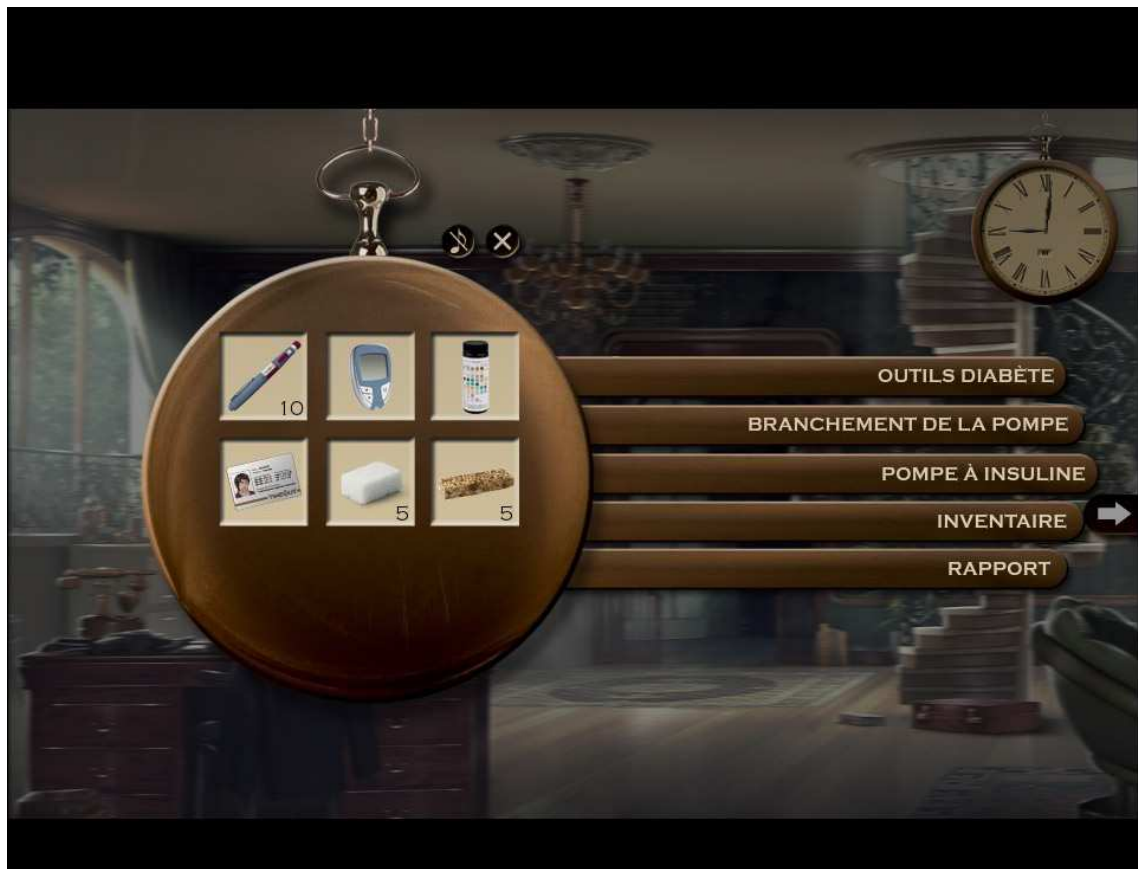 10
5
5
OUTILS DIABÈTE
BRANCHEMENT DE LA POMPE
POMPE À INSULINE
INVENTAIRE
RAPPORT